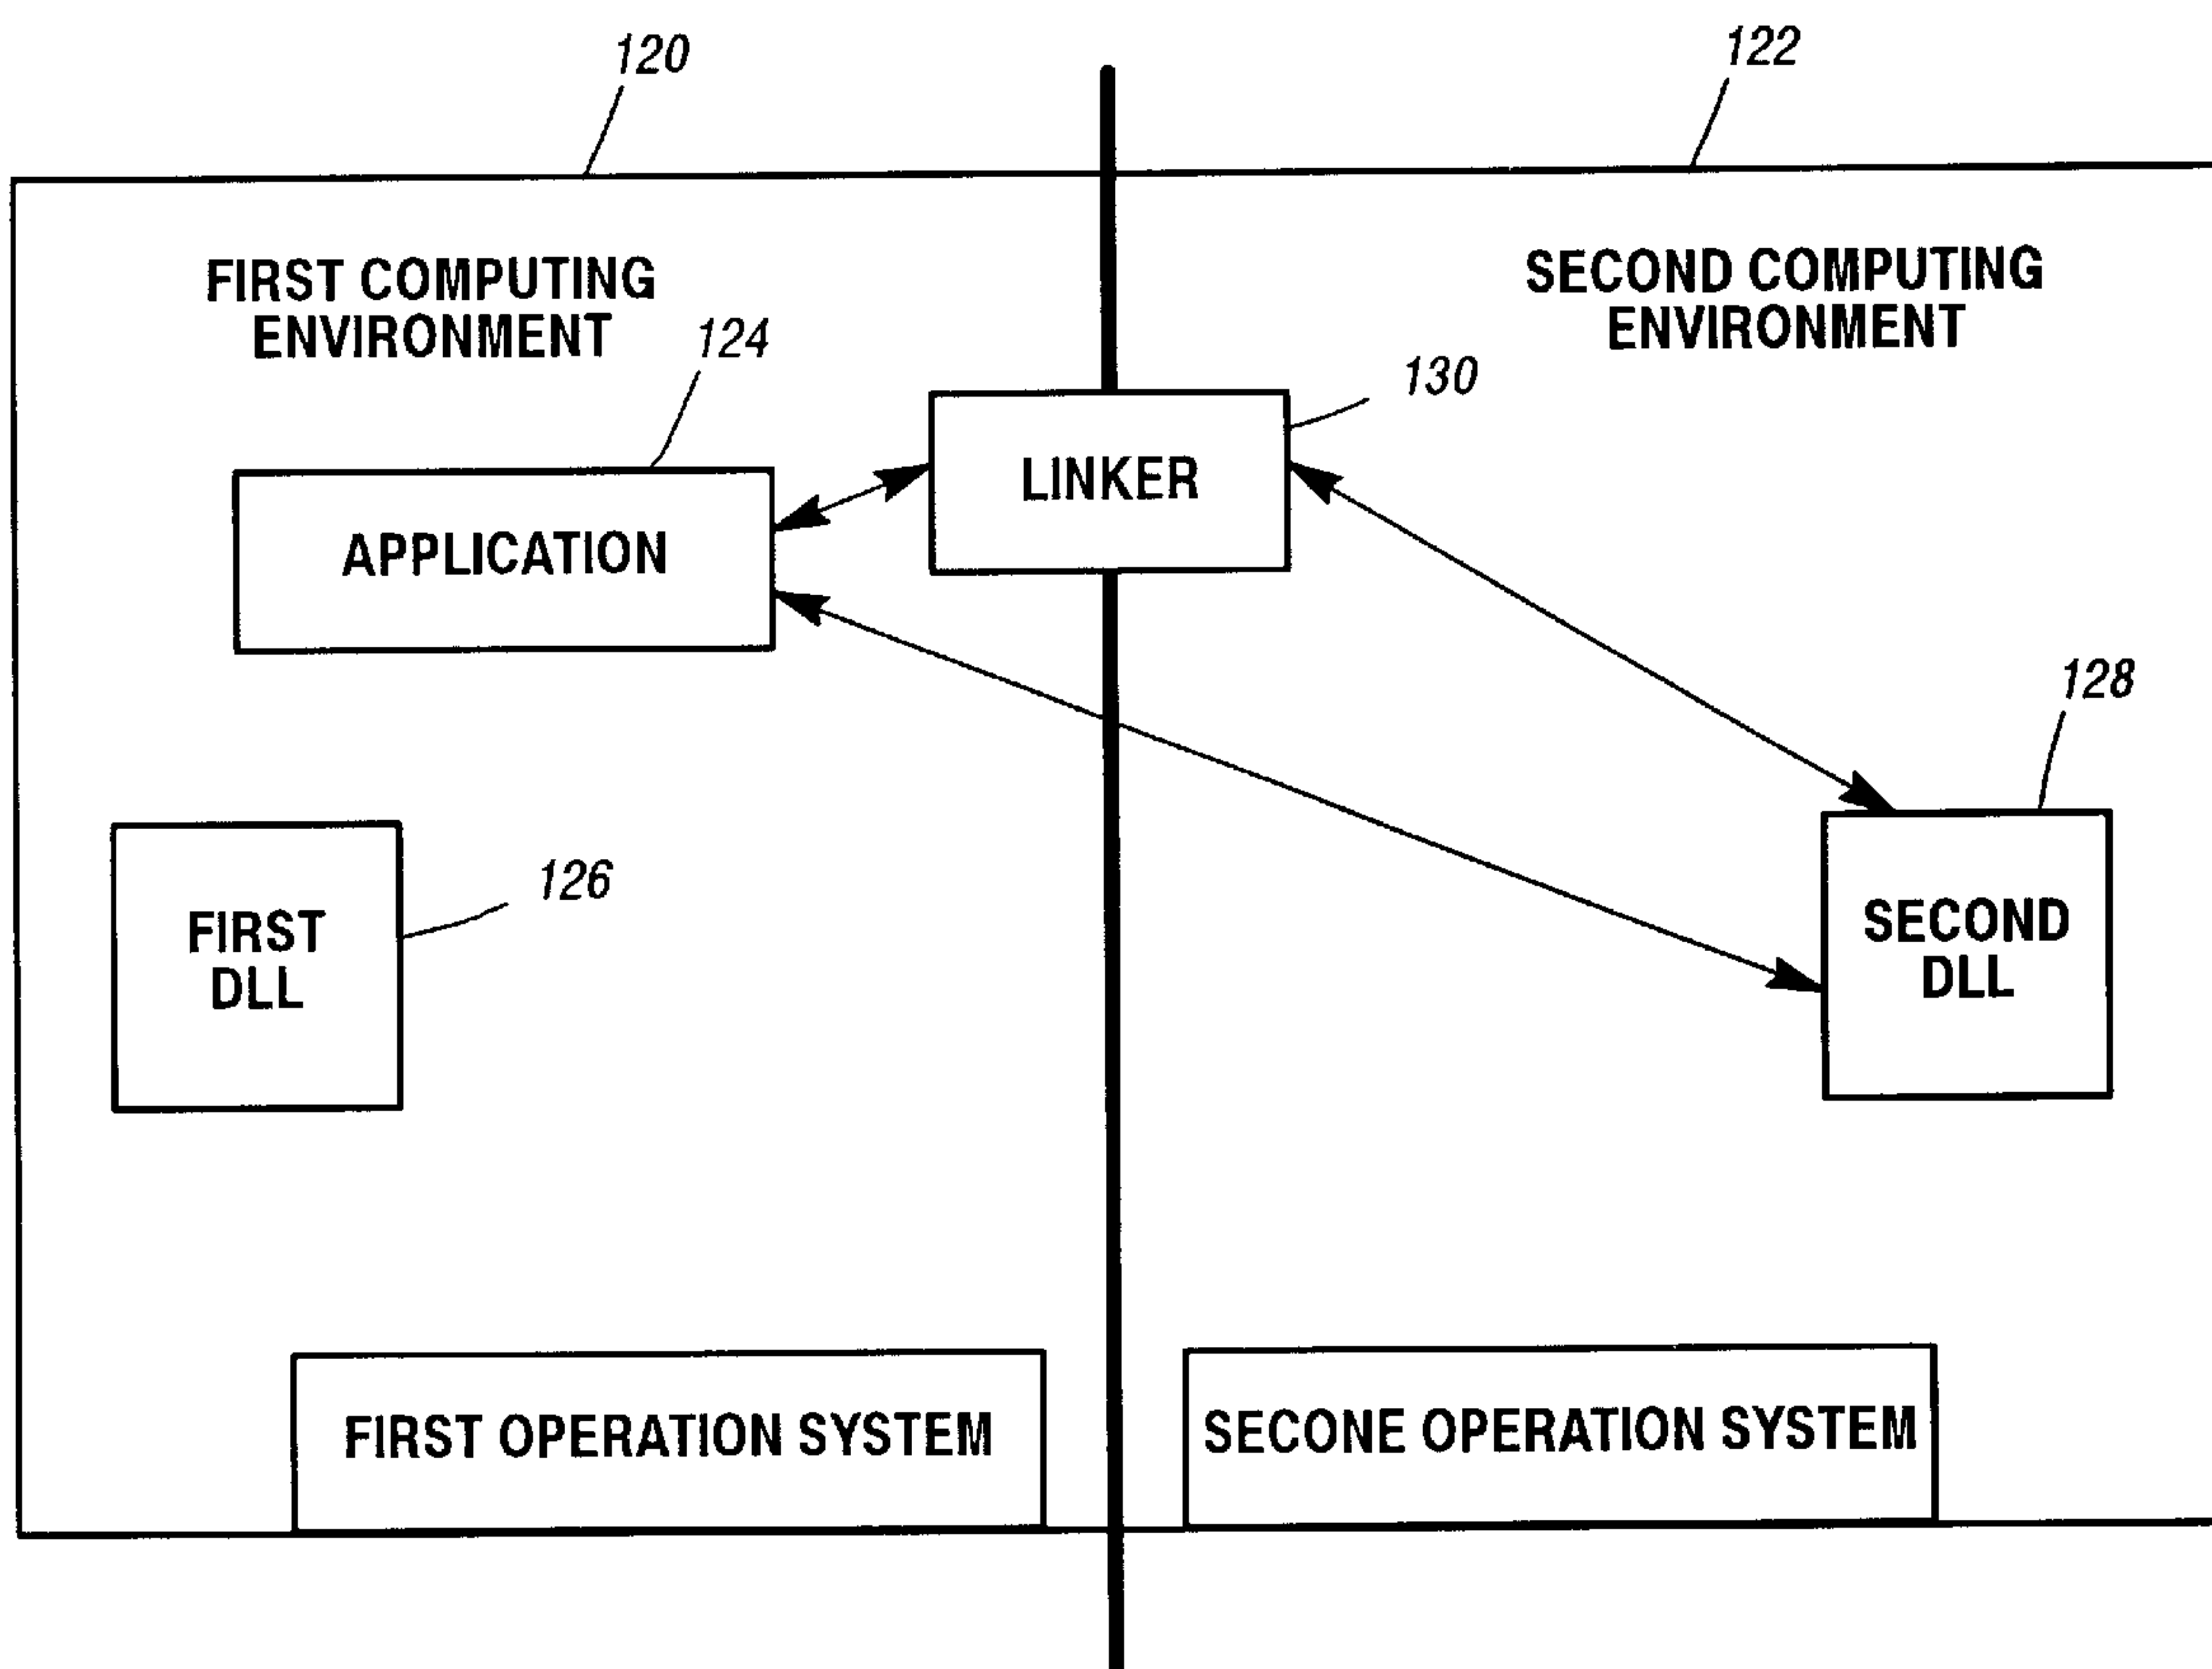 120
122
FIRST COMPUTING
ENVIRONMENT
SECOND COMPUTING
ENVIRONMENT
124
130
LINKER
APPLICATION
128
126
FIRST
DLL
SECOND
DLL
FIRST OPERATION SYSTEM
SECONE OPERATION SYSTEM